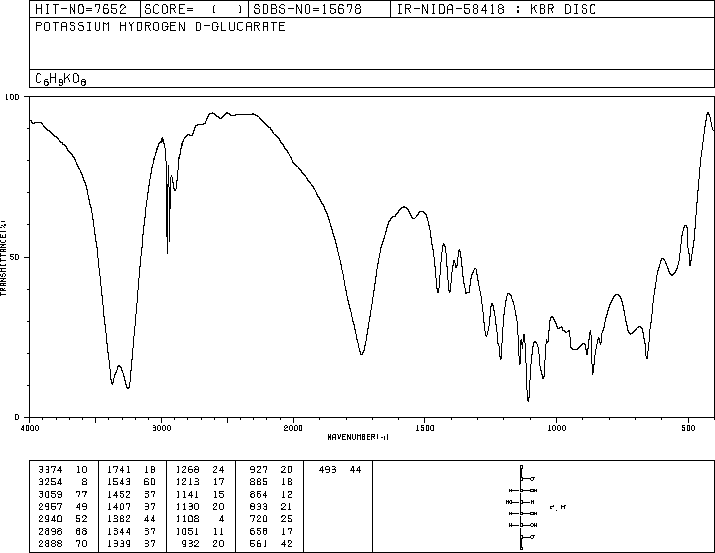 HIT-NO=7652 SCORE= ( ) SDBS-NO=15678 IR-NIDA-58418 : KBR DISC
POTASSIUM HYDROGEN D-GLUCARATE
C6H9KO8
100
50
0
TRANSMITTANCE(%)
4000 3000 2000 1500 1000 500
WAVENUMBER(-1)
3374 10 1741 18 1268 24 927 20 493 44
3254 8 1543 60 1213 17 885 18
3059 77 1452 37 1141 15 864 12
2957 49 1407 37 1130 20 833 21
2940 52 1382 44 1108 4 720 25
2896 68 1344 37 1051 11 658 17
2888 70 1339 37 932 20 561 42